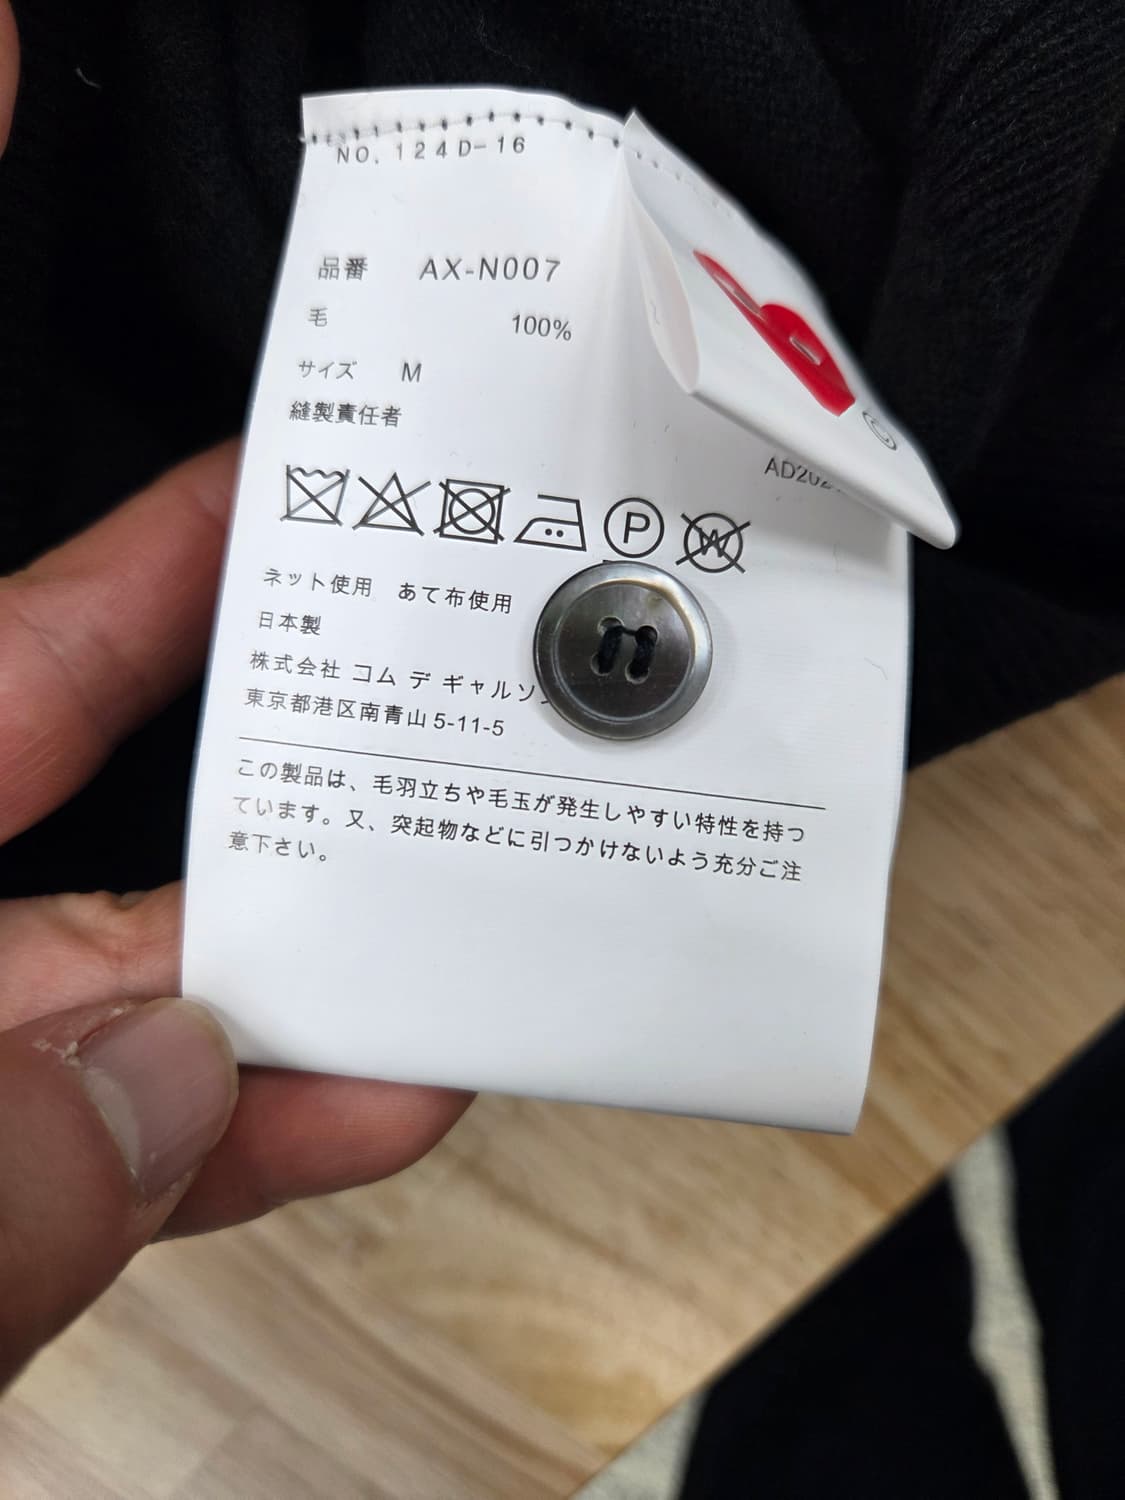 NO. 124D-16
品番 AX-N007
毛 100%
サイズ M
縫製責任者
P
W
AD202
ネット使用 あて布使用
日本製
株式会社 コム デ ギャルソ
東京都港区南青山5-11-5
この製品は、毛羽立ちや毛玉が発生しやすい特性を持つ
ています。又、突起物などに引つかけないよう充分ご注
意下さい。